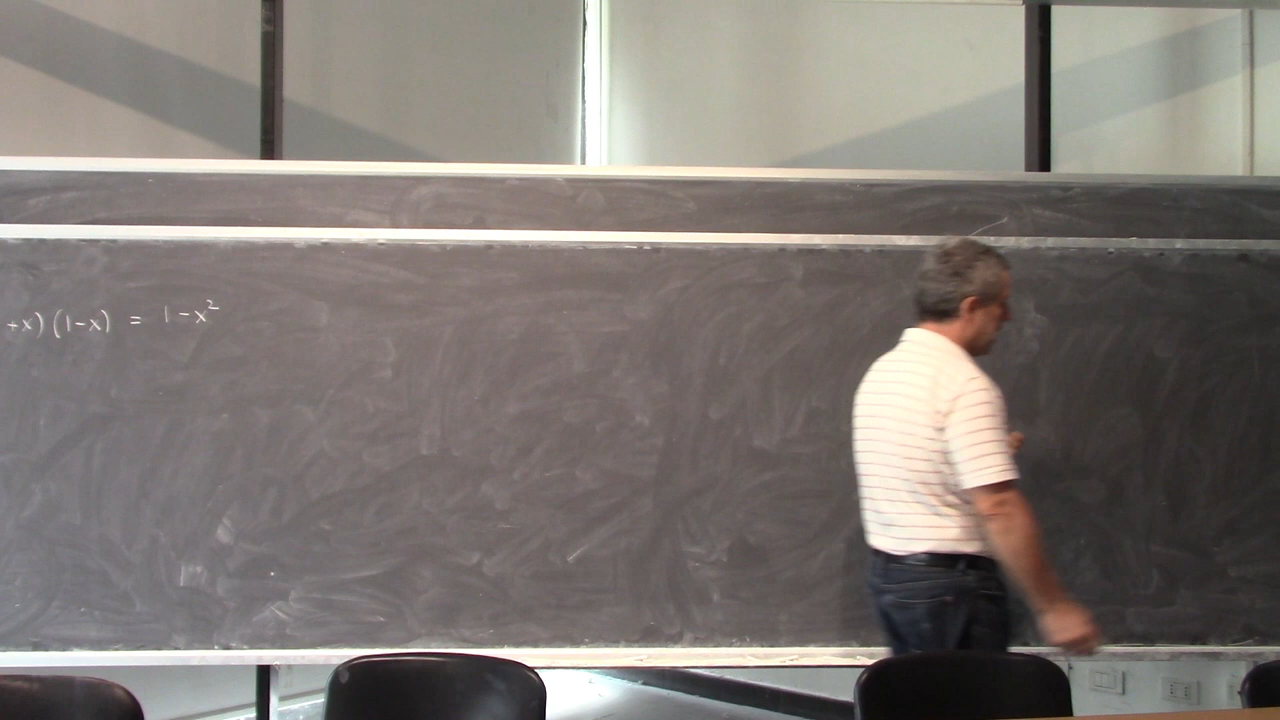 +x)(1-x) = 1-x²